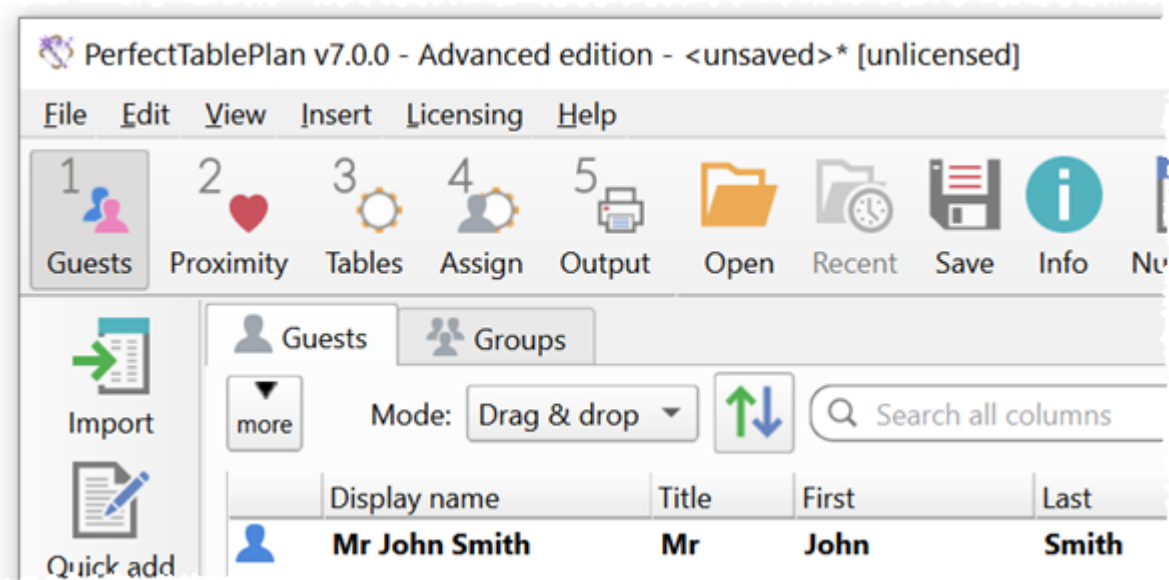 PerfectTablePlan v7.0.0 - Advanced edition - <unsaved>* [unlicensed]
File Edit View Insert Licensing Help
1 2 3 4 5
Guests Proximity Tables Assign Output Open Recent Save Info
Guests Groups
Import more Mode: Drag & drop Search all columns
Display name Title First Last
Mr John Smith Mr John Smith
Quick add